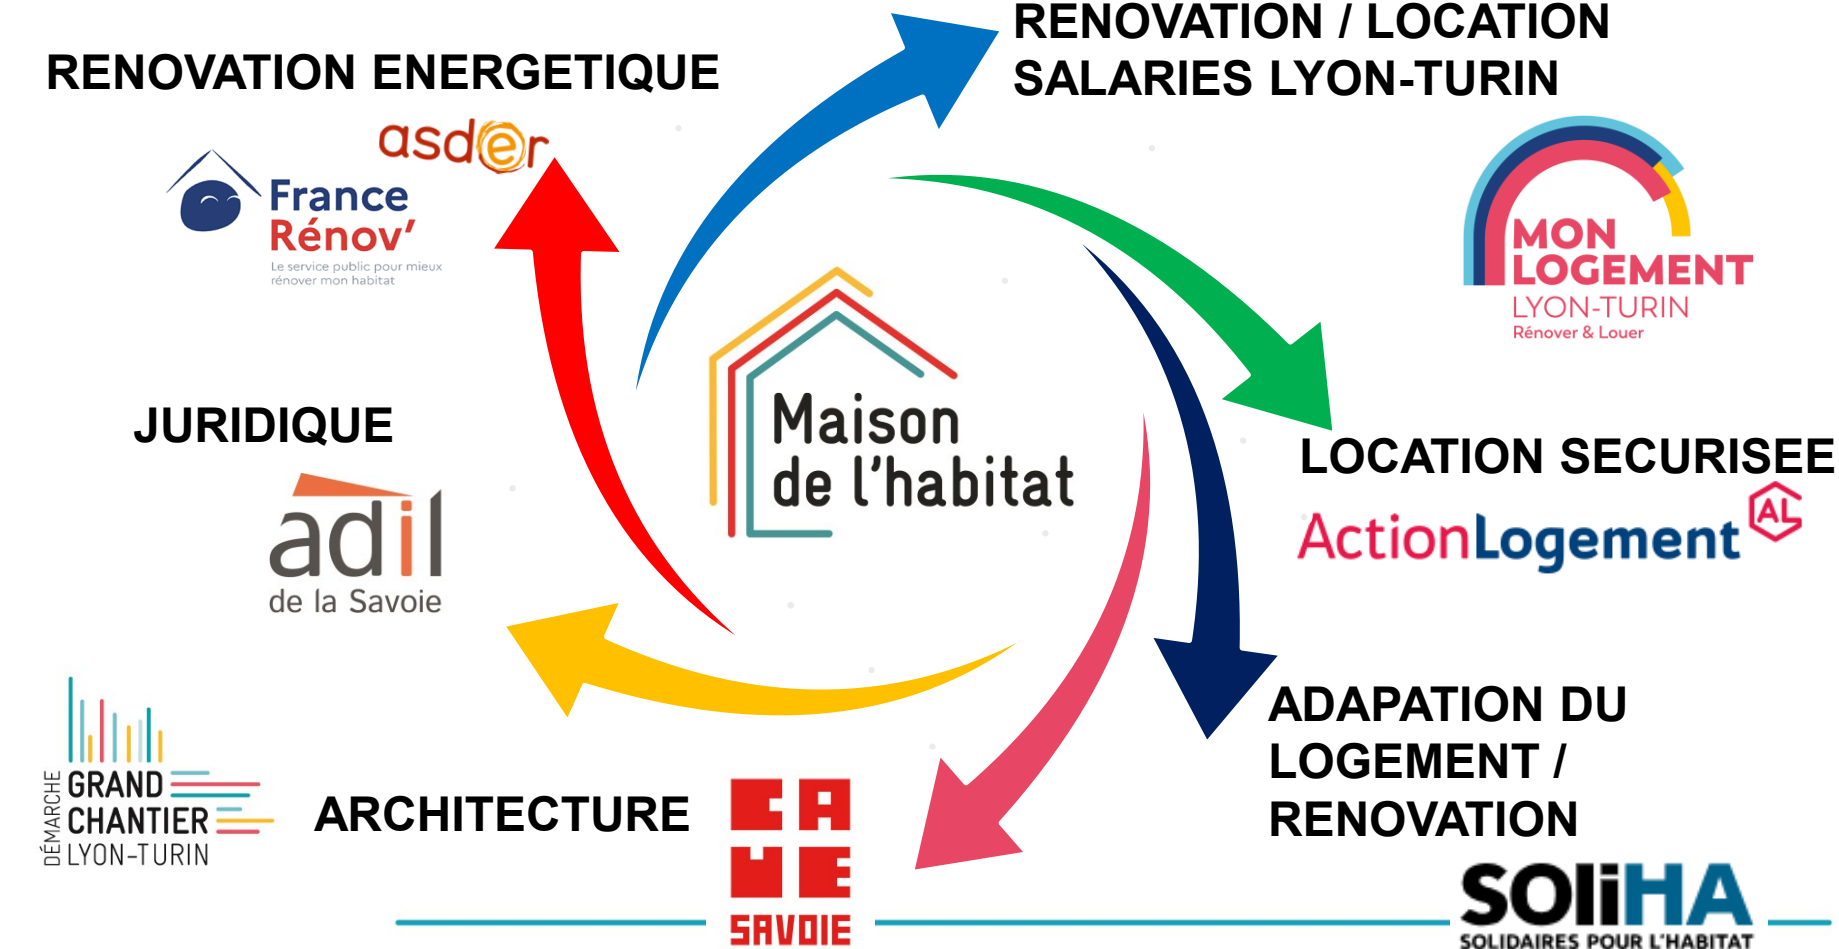 RENOVATION ENERGETIQUE
asder
France
Rénov'
Le service public pour mieux
rénover mon habitat
RENOVATION / LOCATION
SALARIES LYON-TURIN
MON
LOGEMENT
LYON-TURIN
Rénover & Louer
Maison
de l'habitat
JURIDIQUE
adil
de la Savoie
LOCATION SECURISEE
ActionLogement
AL
DÉMARCHE
GRAND
CHANTIER
LYON-TURIN
ARCHITECTURE
CA
UE
SAVOIE
ADAPATION DU
LOGEMENT /
RENOVATION
SOliHA
SOLIDAIRES POUR L'HABITAT